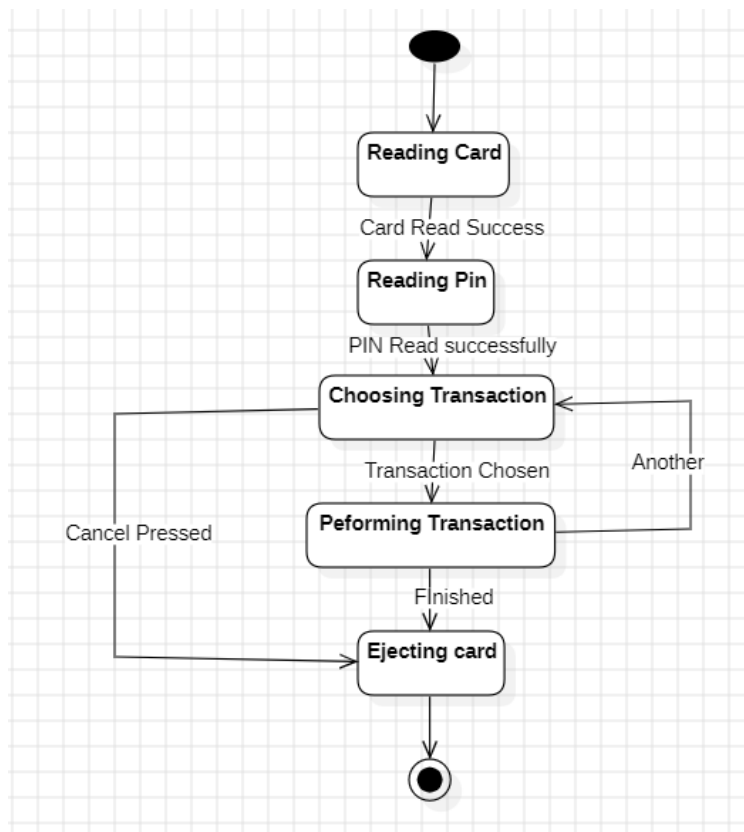 Reading Card
Card Read Success
Reading Pin
PIN Read successfully
Choosing Transaction
Another
Transaction Chosen
Peforming Transaction
Cancel Pressed
FInished
Ejecting card